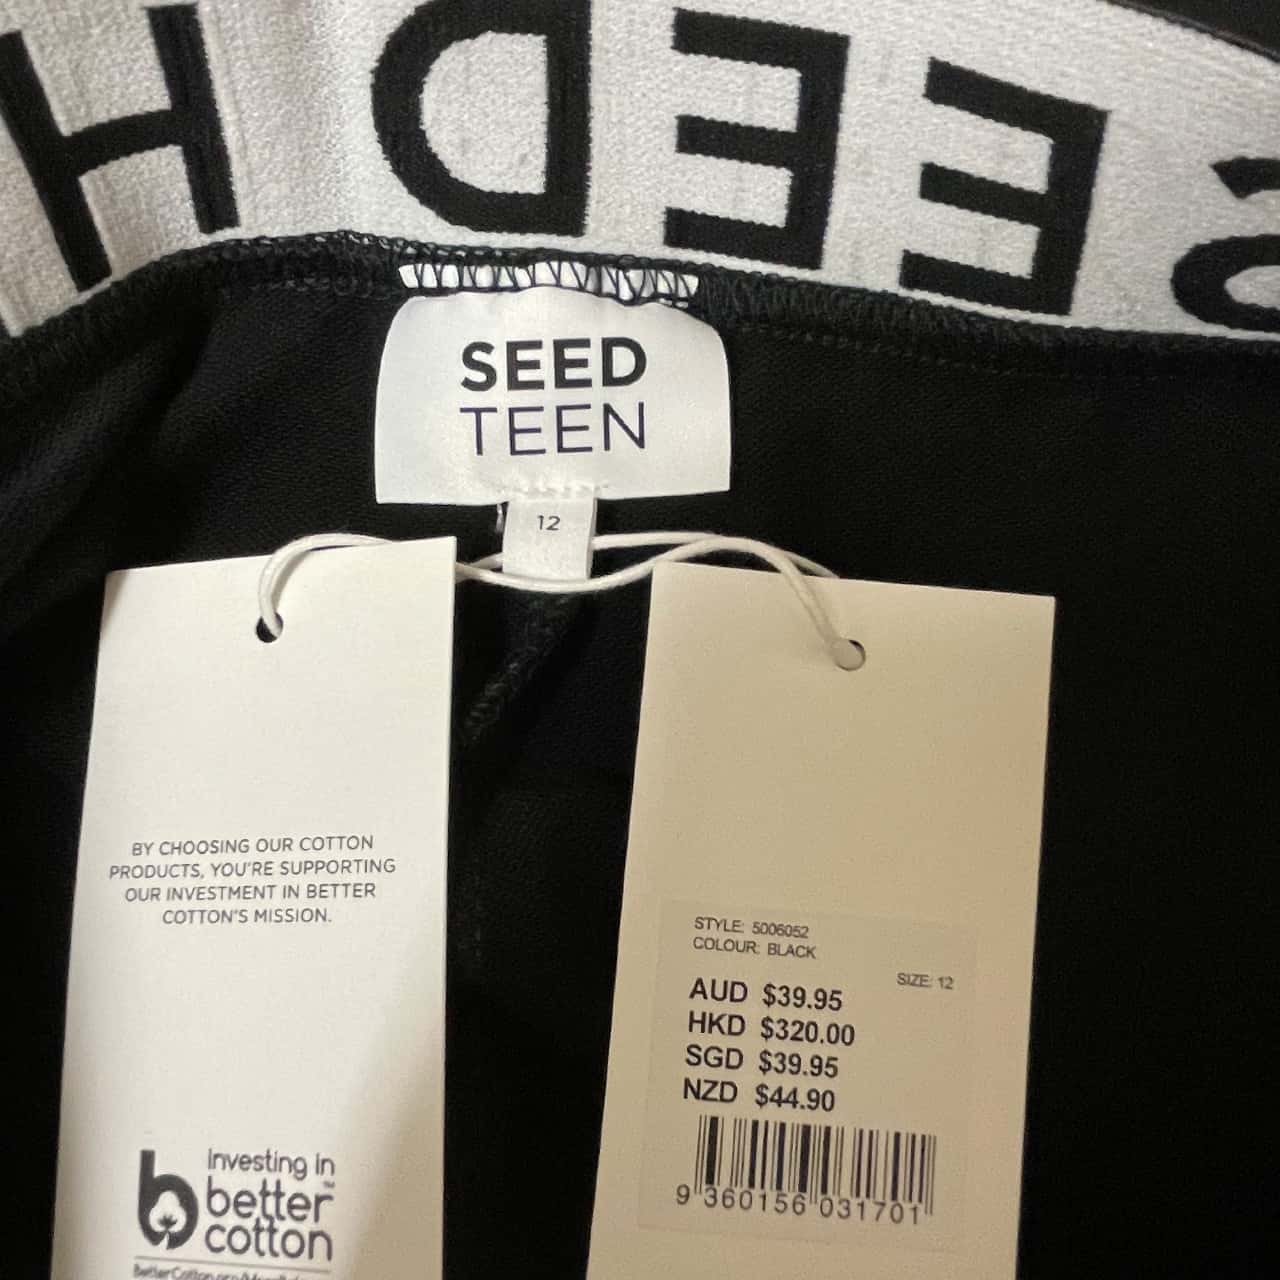 SEED H
SEED
TEEN
12
BY CHOOSING OUR COTTON
PRODUCTS, YOU'RE SUPPORTING
OUR INVESTMENT IN BETTER
COTTON'S MISSION.
investing in
better™
cotton
STYLE: 5006052
COLOUR: BLACK
SIZE: 12
AUD $39.95
HKD $320.00
SGD $39.95
NZD $44.90
9 360156 031701